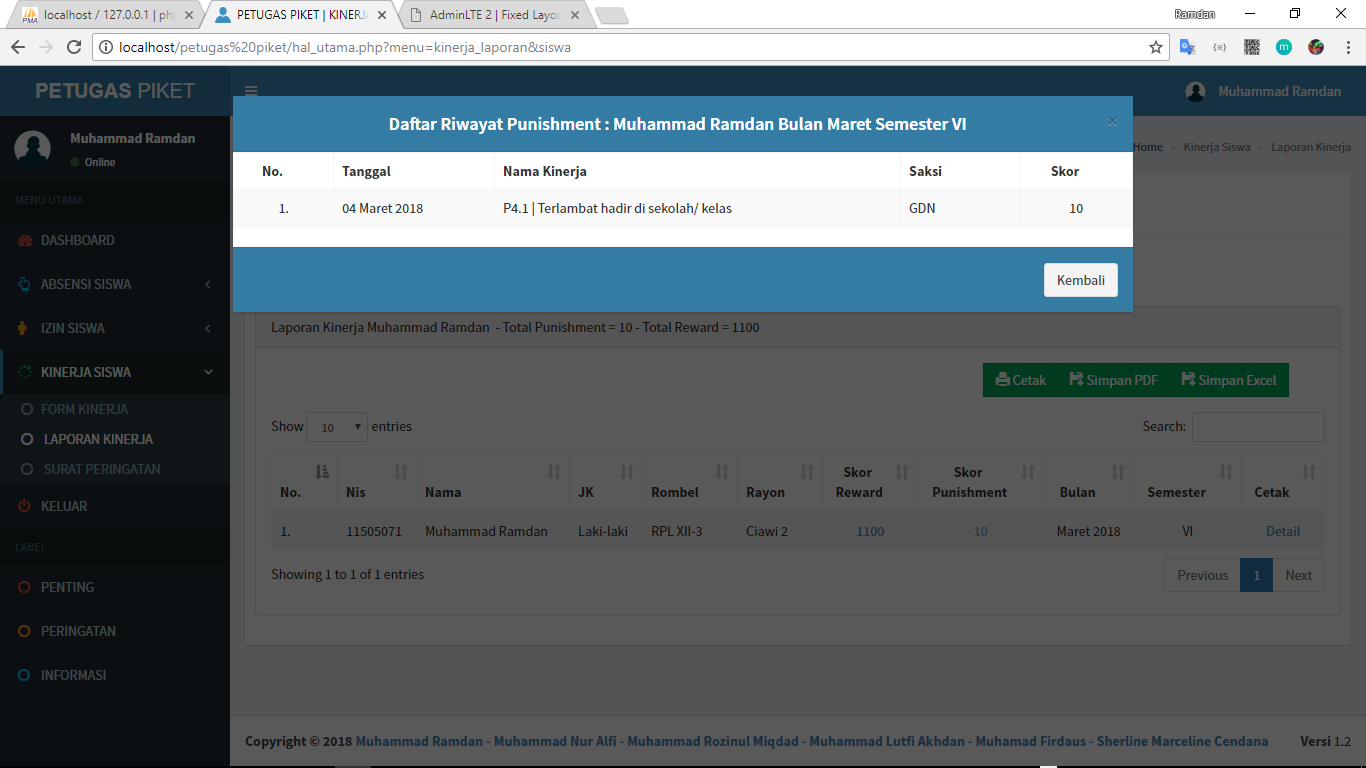 localhost / 127.0.0.1 | ph
PETUGAS PIKET | KINERJ
AdminLTE 2 | Fixed Layou
Ramdan
localhost/petugas%20piket/hal_utama.php?menu=kinerja_laporan&siswa
PETUGAS PIKET
Muhammad Ramdan
Muhammad Ramdan
Online
Home > Kinerja Siswa > Laporan Kinerja
MENU UTAMA
DASHBOARD
ABSENSI SISWA
IZIN SISWA
KINERJA SISWA
FORM KINERJA
LAPORAN KINERJA
SURAT PERINGATAN
KELUAR
LABEL
PENTING
PERINGATAN
INFORMASI
Daftar Riwayat Punishment : Muhammad Ramdan Bulan Maret Semester VI ×
No. Tanggal Nama Kinerja Saksi Skor
1. 04 Maret 2018 P4.1 | Terlambat hadir di sekolah/ kelas GDN 10
Kembali
Laporan Kinerja Muhammad Ramdan - Total Punishment = 10 - Total Reward = 1100
Cetak Simpan PDF Simpan Excel
Show 10 entries Search:
No. Nis Nama JK Rombel Rayon Skor Reward Skor Punishment Bulan Semester Cetak
1. 11505071 Muhammad Ramdan Laki-laki RPL XII-3 Ciawi 2 1100 10 Maret 2018 VI Detail
Showing 1 to 1 of 1 entries Previous 1 Next
Copyright © 2018 Muhammad Ramdan - Muhammad Nur Alfi - Muhammad Rozinul Miqdad - Muhammad Lutfi Akhdan - Muhamad Firdaus - Sherline Marceline Cendana Versi 1.2